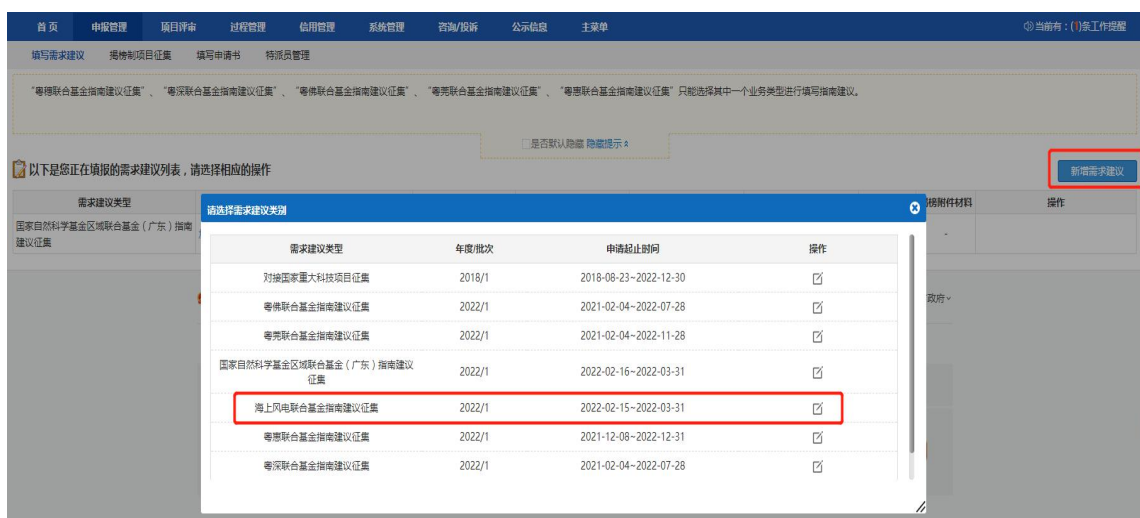 首页 申报管理 项目评审 过程管理 信用管理 系统管理 咨询/投诉 公示信息 主菜单 当前有：(1)条工作提醒
填写需求建议 揭榜制项目征集 填写申请书 特派员管理
“粤穗联合基金指南建议征集”、“粤深联合基金指南建议征集”、“粤佛联合基金指南建议征集”、“粤莞联合基金指南建议征集”、“粤惠联合基金指南建议征集”只能选择其中一个业务类型进行填写指南建议。
是否默认隐藏 隐藏提示
以下是您正在填报的需求建议列表，请选择相应的操作 新增需求建议
需求建议类型 榜附件材料 操作
国家自然科学基金区域联合基金（广东）指南
建议征集 -
请选择需求建议类别
需求建议类型 年度/批次 申请起止时间 操作
对接国家重大科技项目征集 2018/1 2018-08-23~2022-12-30
粤佛联合基金指南建议征集 2022/1 2021-02-04~2022-07-28
政府
粤莞联合基金指南建议征集 2022/1 2021-02-04~2022-11-28
国家自然科学基金区域联合基金（广东）指南建议
征集 2022/1 2022-02-16~2022-03-31
海上风电联合基金指南建议征集 2022/1 2022-02-15~2022-03-31
粤惠联合基金指南建议征集 2022/1 2021-12-08~2022-12-31
粤深联合基金指南建议征集 2022/1 2021-02-04~2022-07-28